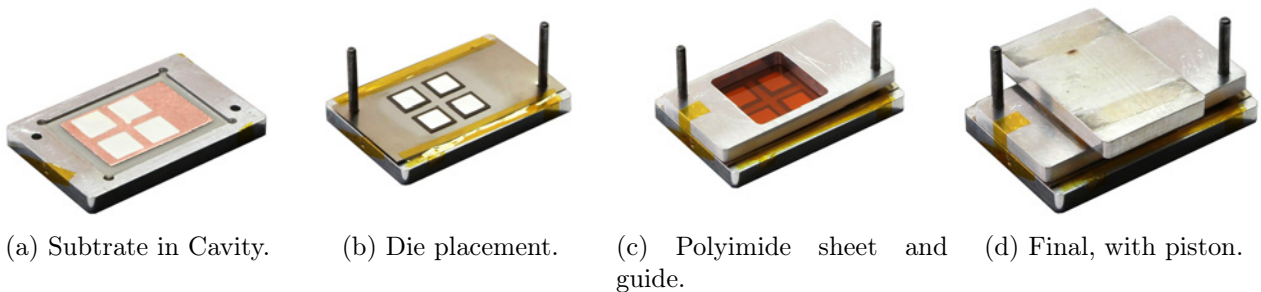 (a) Subtrate in Cavity.
(b) Die placement.
(c) Polyimide sheet and
guide.
(d) Final, with piston.